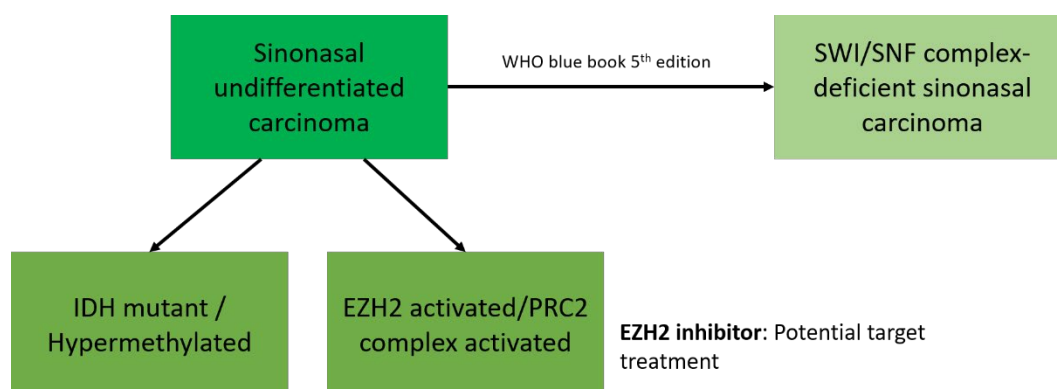 Sinonasal
undifferentiated
carcinoma
WHO blue book 5th edition
SWI/SNF complex-
deficient sinonasal
carcinoma
IDH mutant /
Hypermethylated
EZH2 activated/PRC2
complex activated
EZH2 inhibitor: Potential target
treatment